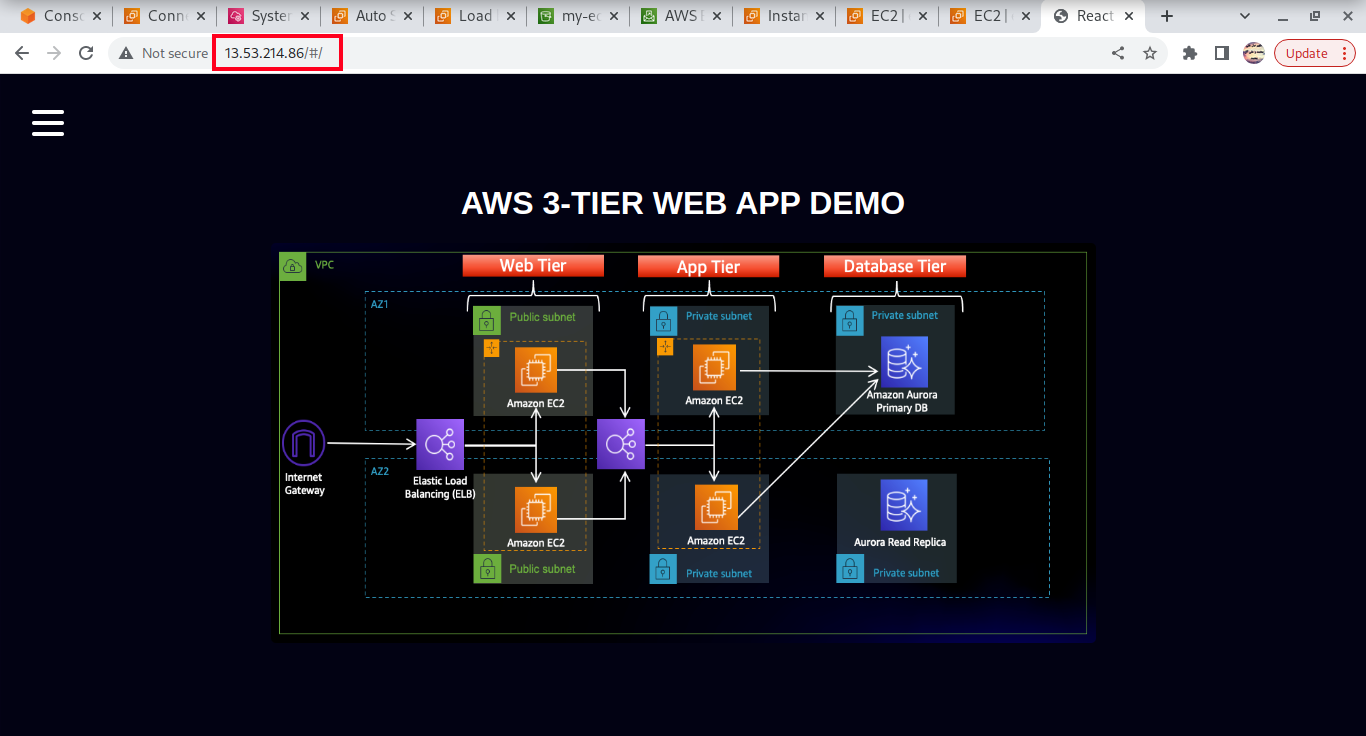 Conso
Conne
System
Auto S
Load
my-ec
AWS
Instan
EC2 |
EC2 |
React
Not secure
13.53.214.86/#/
Update
AWS 3-TIER WEB APP DEMO
VPC
Web Tier
App Tier
Database Tier
AZ1
Public subnet
Private subnet
Private subnet
Amazon EC2
Amazon EC2
Amazon Aurora
Primary DB
Internet
Gateway
Elastic Load
Balancing (ELB)
AZ2
Amazon EC2
Amazon EC2
Aurora Read Replica
Public subnet
Private subnet
Private subnet